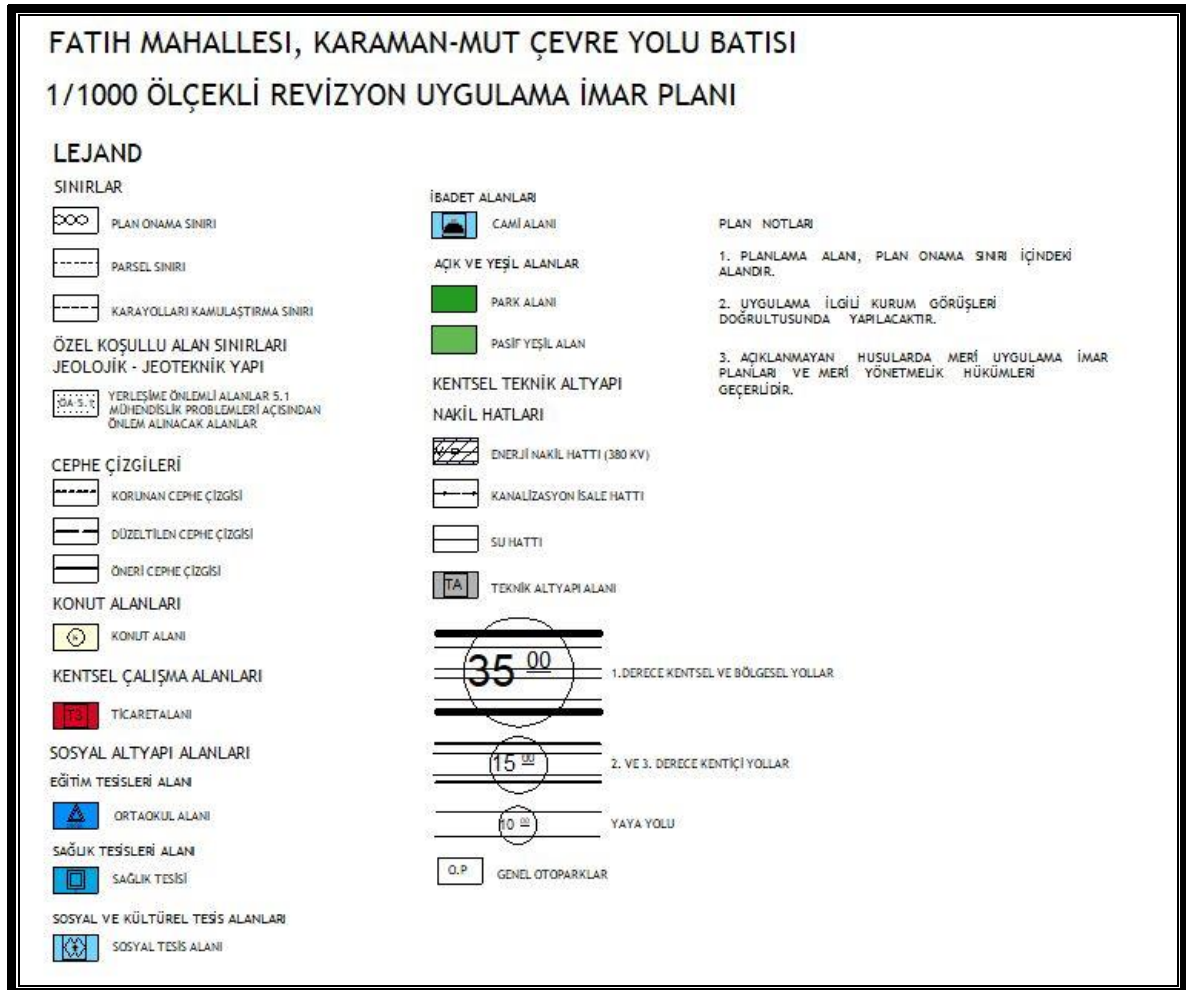 FATIH MAHALLESI, KARAMAN-MUT ÇEVRE YOLU BATISI
1/1000 ÖLÇEKLİ REVİZYON UYGULAMA İMAR PLANI
LEJAND
SINIRLAR
PLAN ONAMA SINIRI
PARSEL SINIRI
KARAYOLLARI KAMULAŞTIRMA SINIRI
ÖZEL KOŞULLU ALAN SINIRLARI
JEOLOJİK - JEOTEKNİK YAPI
ÖA-5.1
YERLEŞİME ÖNLEMLİ ALANLAR 5.1
MÜHENDİSLİK PROBLEMLERİ AÇISINDAN
ÖNLEM ALINACAK ALANLAR
CEPHE ÇİZGİLERİ
KORUNAN CEPHE ÇİZGİSİ
DÜZELTİLEN CEPHE ÇİZGİSİ
ÖNERİ CEPHE ÇİZGİSİ
KONUT ALANLARI
KONUT ALANI
KENTSEL ÇALIŞMA ALANLARI
T3
TİCARETALANI
SOSYAL ALTYAPI ALANLARI
EĞİTİM TESİSLERİ ALANI
ORTAOKUL ALANI
SAĞLIK TESİSLERİ ALANI
SAĞLIK TESİSİ
SOSYAL VE KÜLTÜREL TESİS ALANLARI
SOSYAL TESİS ALANI
İBADET ALANLARI
CAMİ ALANI
AÇIK VE YEŞİL ALANLAR
PARK ALANI
PASİF YEŞİL ALAN
KENTSEL TEKNİK ALTYAPI
NAKİL HATLARI
ENERJİ NAKİL HATTI (380 KV)
KANALİZASYON İSALE HATTI
SU HATTI
TA
TEKNİK ALTYAPI ALANI
35 00
1.DERECE KENTSEL VE BÖLGESEL YOLLAR
15 00
2. VE 3. DERECE KENTİÇİ YOLLAR
10 00
YAYA YOLU
O.P
GENEL OTOPARKLAR
PLAN NOTLARI
1. PLANLAMA ALANI, PLAN ONAMA SINIRI İÇİNDEKİ
ALANDIR.
2. UYGULAMA İLGİLİ KURUM GÖRÜŞLERİ
DOĞRULTUSUNDA YAPILACAKTIR.
3. AÇIKLANMAYAN HUSULARDA MERİ UYGULAMA İMAR
PLANLARI VE MERİ YÖNETMELİK HÜKÜMLERİ
GEÇERLİDİR.